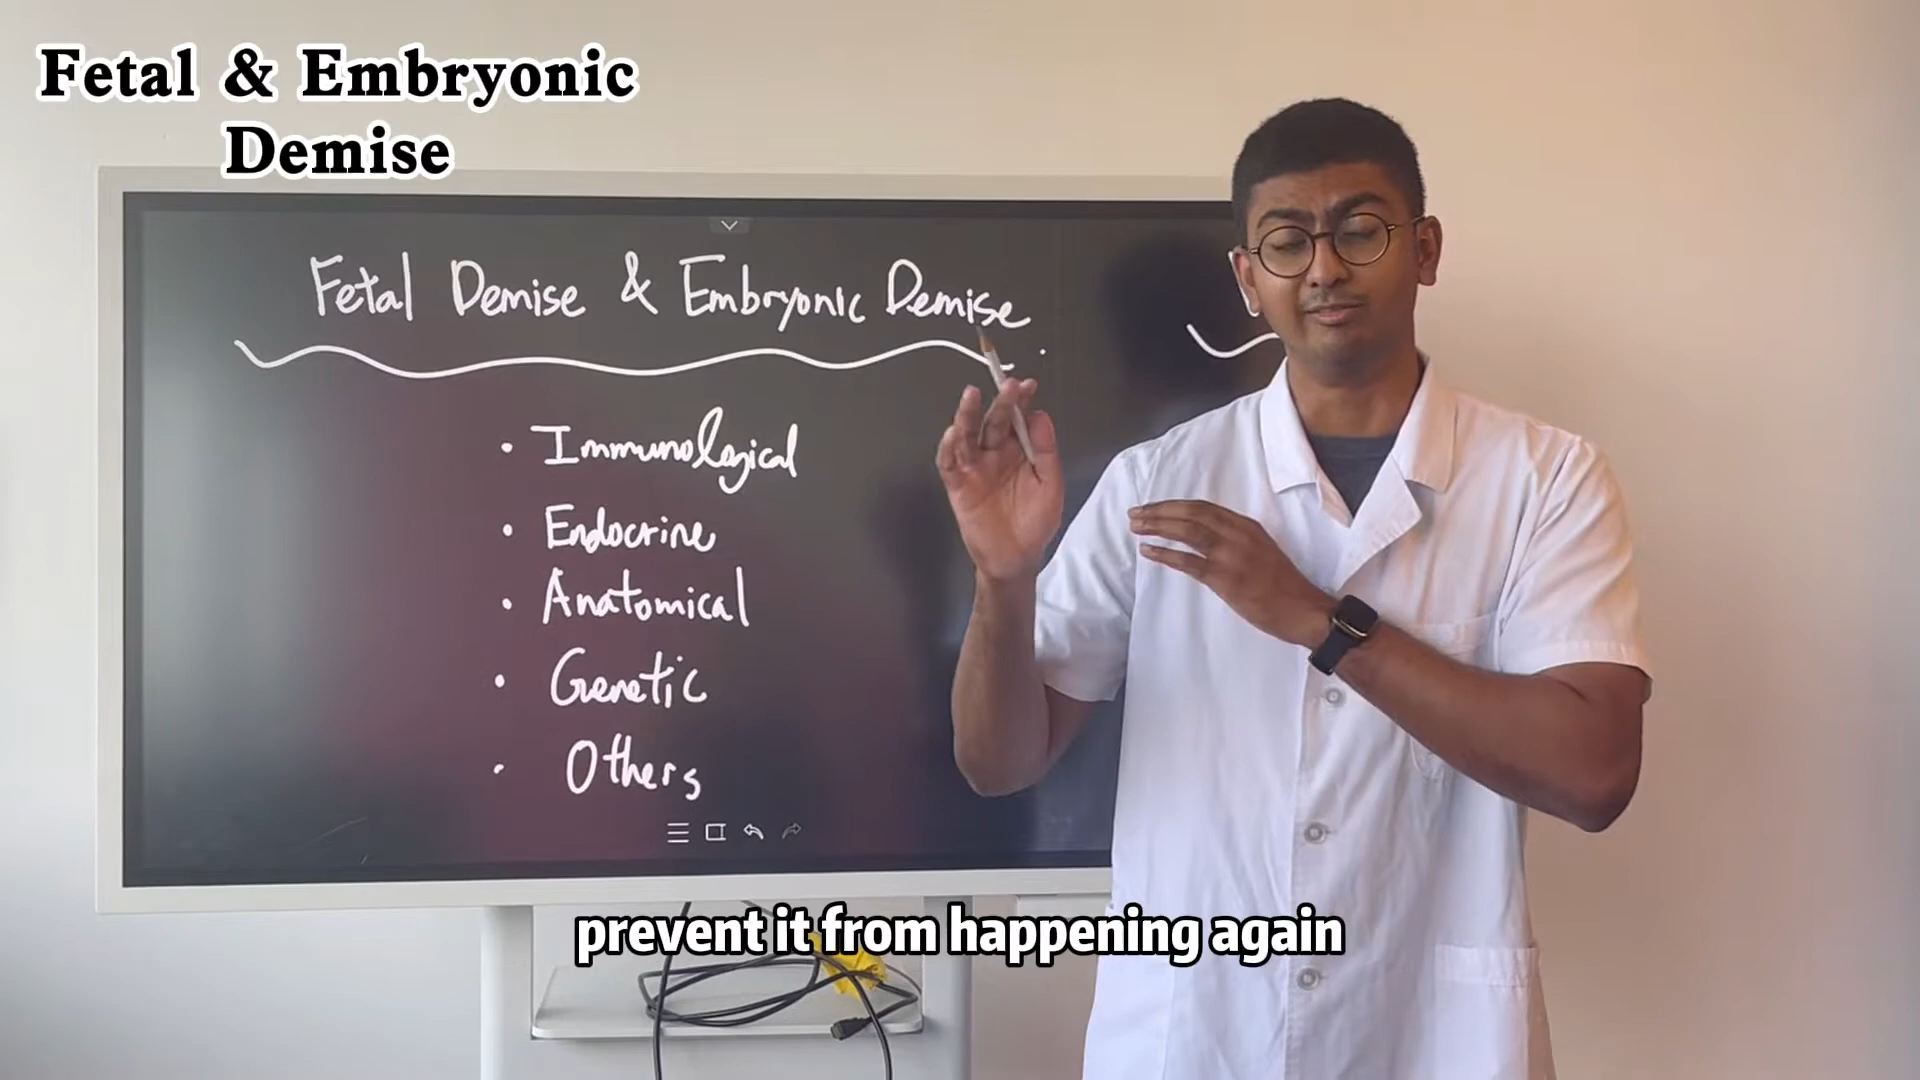 Fetal & Embryonic
Demise
Fetal Demise & Embryonic Demise
• Immunological
• Endocrine
• Anatomical
• Genetic
• Others
prevent it from happening again